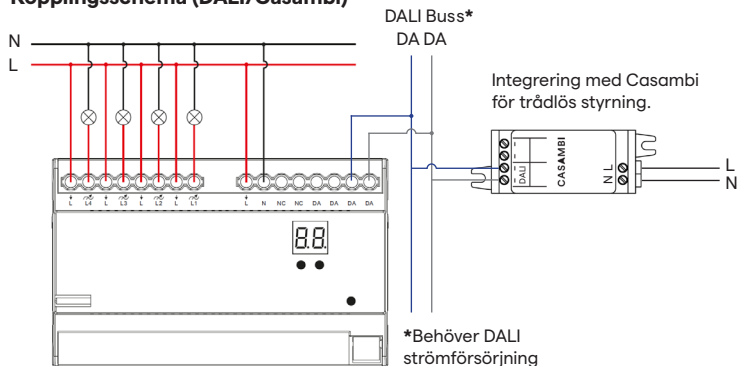 Kopplingsschema (DALI/Casambi)
DALI Buss*
DA DA
N
L
Integrering med Casambi
för trådlös styrning.
DALI
CASAMBI
N L
L
N
L L4 L L3 L L2 L L1 L N NC NC DA DA DA DA
8.8.
*Behöver DALI
strömförsörjning